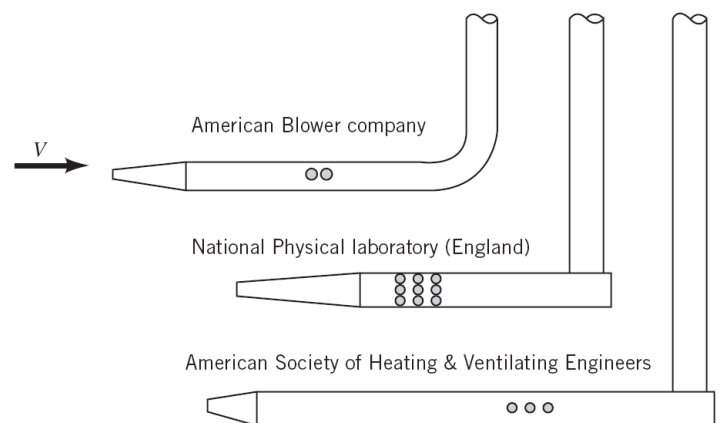 American Blower company
V
National Physical laboratory (England)
American Society of Heating & Ventilating Engineers